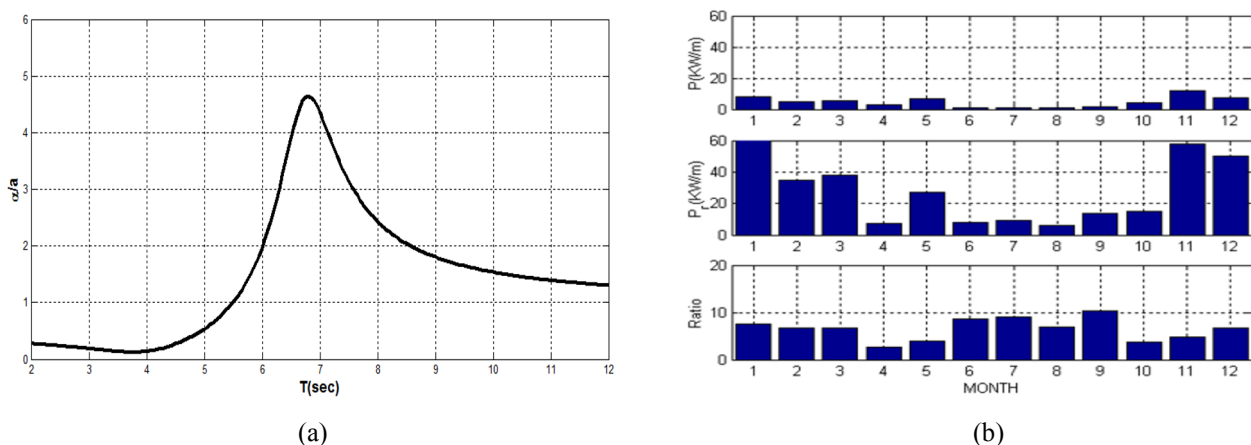 6
5
4
3
2
1
0
α/a
2 3 4 5 6 7 8 9 10 11 12
T(sec)
(a)
60
40
20
0
P(KW/m)
1 2 3 4 5 6 7 8 9 10 11 12
60
40
20
0
Pr(KW/m)
1 2 3 4 5 6 7 8 9 10 11 12
20
10
0
Ratio
1 2 3 4 5 6 7 8 9 10 11 12
MONTH
(b)